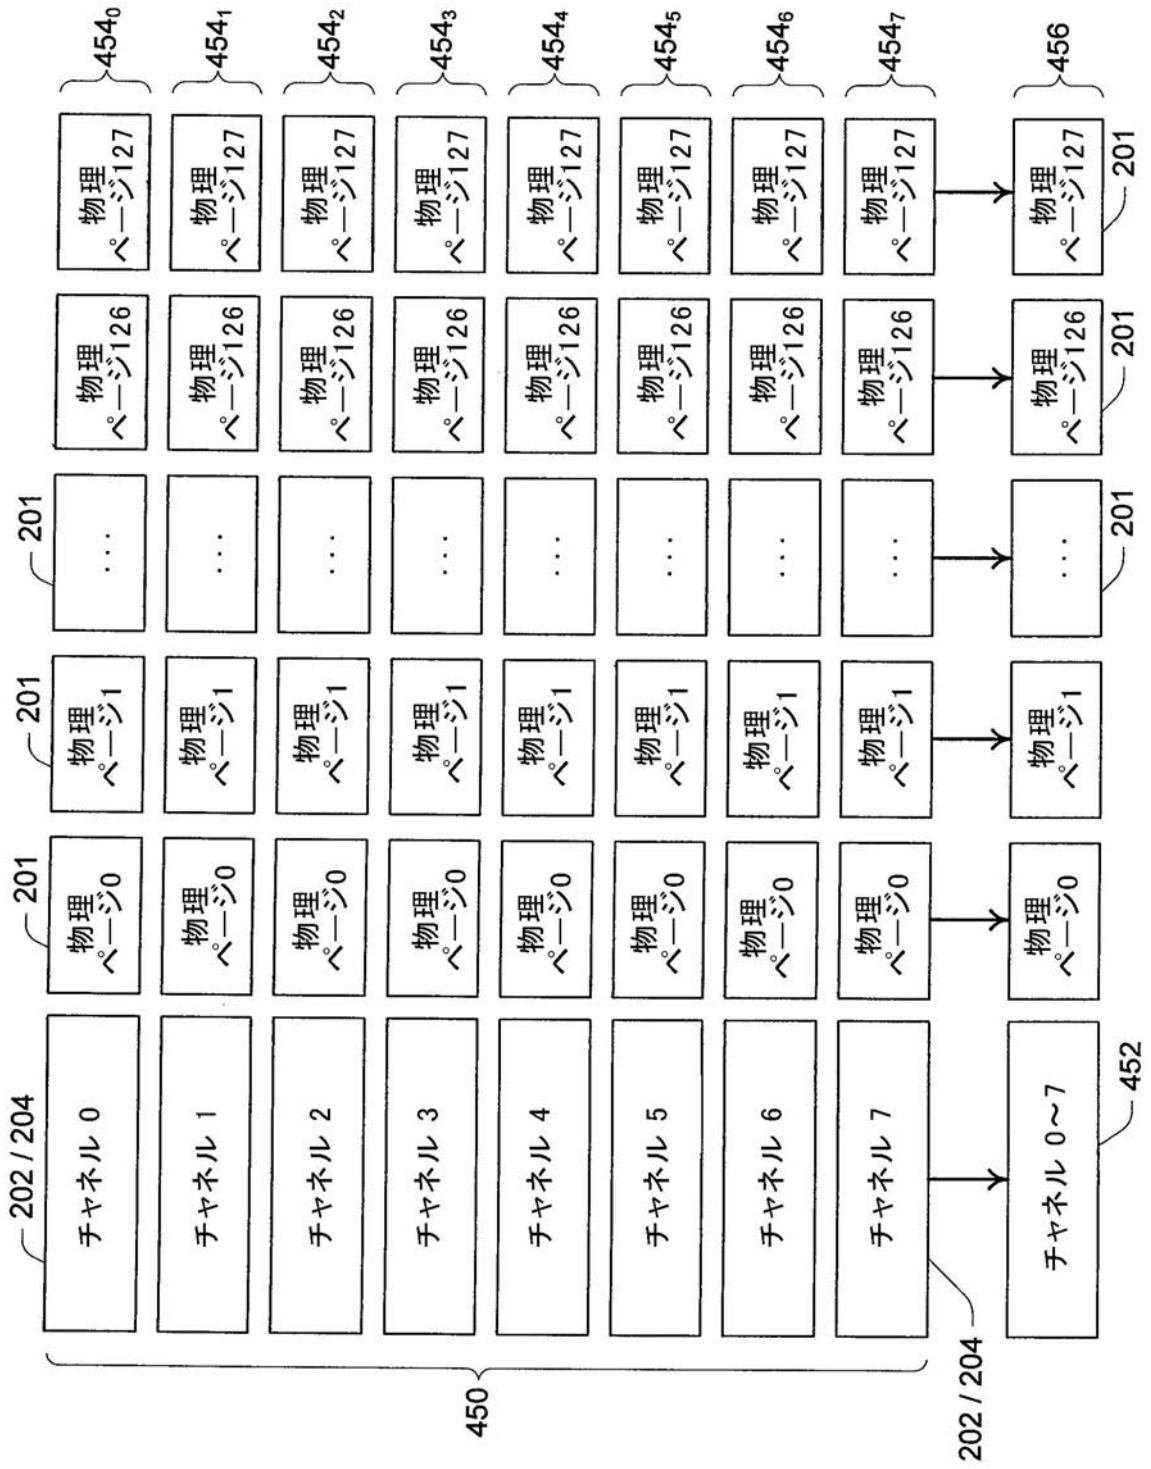 202 / 204
201
201
201
チャネル 0
物理
ページ0
物理
ページ1
...
物理
ページ126
物理
ページ127
454₀
チャネル 1
物理
ページ0
物理
ページ1
...
物理
ページ126
物理
ページ127
454₁
チャネル 2
物理
ページ0
物理
ページ1
...
物理
ページ126
物理
ページ127
454₂
チャネル 3
物理
ページ0
物理
ページ1
...
物理
ページ126
物理
ページ127
454₃
450
チャネル 4
物理
ページ0
物理
ページ1
...
物理
ページ126
物理
ページ127
454₄
チャネル 5
物理
ページ0
物理
ページ1
...
物理
ページ126
物理
ページ127
454₅
チャネル 6
物理
ページ0
物理
ページ1
...
物理
ページ126
物理
ページ127
454₆
チャネル 7
物理
ページ0
物理
ページ1
...
物理
ページ126
物理
ページ127
454₇
202 / 204
チャネル 0～7
物理
ページ0
物理
ページ1
...
物理
ページ126
物理
ページ127
456
452
201
201
201